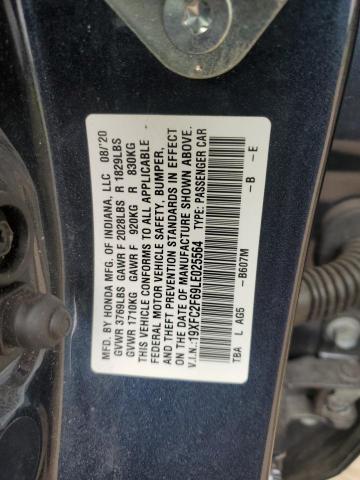 MFD. BY HONDA MFG. OF INDIANA, LLC 08/'20
GVWR 3769LBS GAWR F 2028LBS R 1829LBS
GVWR 1710KG GAWR F 920KG R 830KG
THIS VEHICLE CONFORMS TO ALL APPLICABLE
FEDERAL MOTOR VEHICLE SAFETY, BUMPER,
AND THEFT PREVENTION STANDARDS IN EFFECT
ON THE DATE OF MANUFACTURE SHOWN ABOVE.
V.I.N.:19XFC2F69LE025564 TYPE: PASSENGER CAR
TBA L AG5 -B607M -B -E